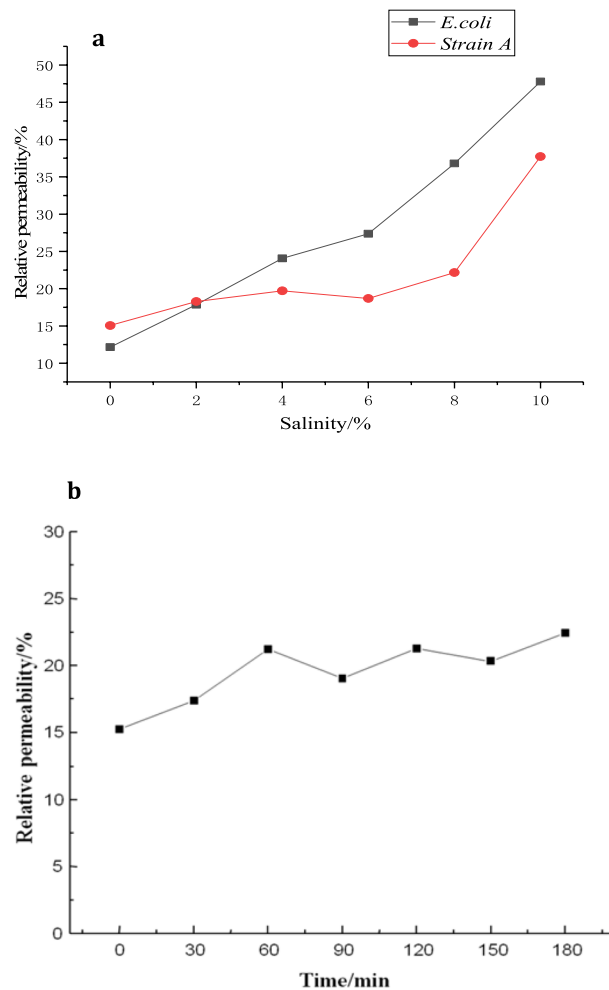 a
E.coli
Strain A
Relative permeability/%
50
45
40
35
30
25
20
15
10
0 2 4 6 8 10
Salinity/%
b
Relative permeability/%
30
25
20
15
10
5
0
0 30 60 90 120 150 180
Time/min